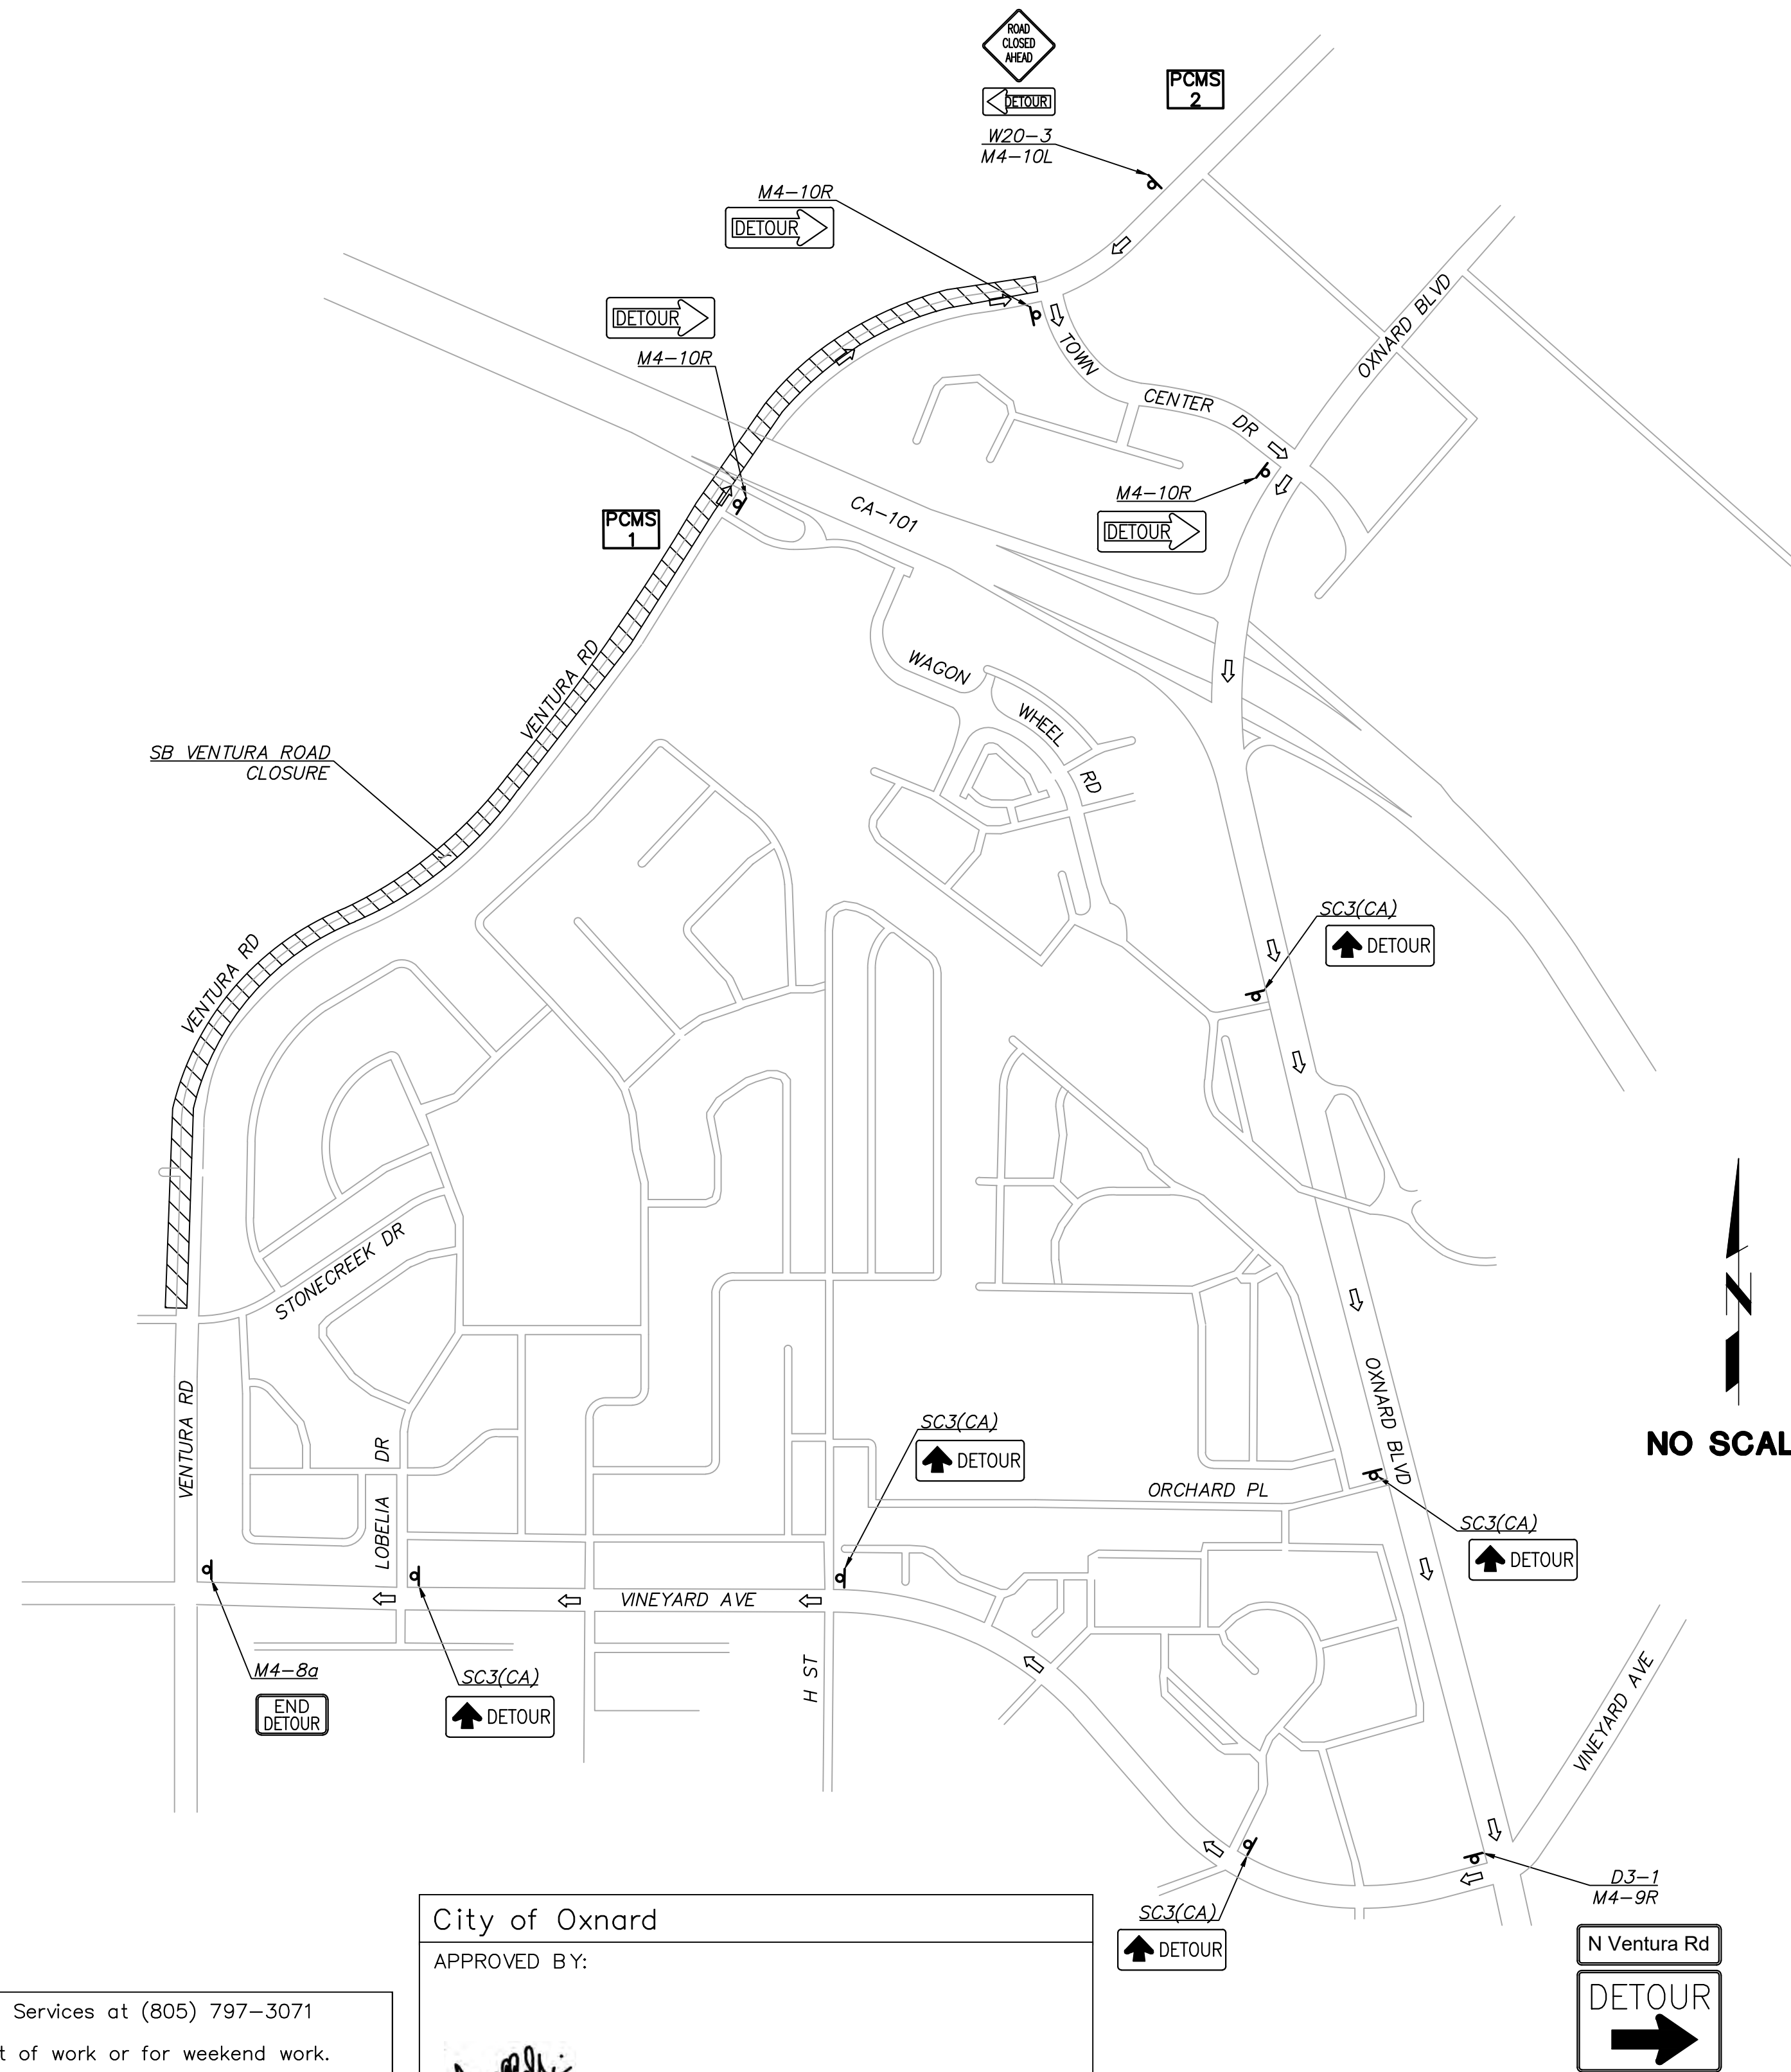 ROAD
CLOSED
AHEAD
DETOUR
W20-3
M4-10L
PCMS
2
M4-10R
DETOUR
DETOUR
M4-10R
PCMS
1
TOWN
CENTER
DR
OXNARD BLVD
M4-10R
DETOUR
CA-101
WAGON
WHEEL
RD
VENTURA RD
SB VENTURA ROAD
CLOSURE
VENTURA RD
SC3(CA)
DETOUR
STONECREEK DR
N
NO SCAL
VENTURA RD
LOBELIA DR
SC3(CA)
DETOUR
ORCHARD PL
OXNARD BLVD
SC3(CA)
DETOUR
VINEYARD AVE
H ST
M4-8a
END
DETOUR
SC3(CA)
DETOUR
VINEYARD AVE
SC3(CA)
DETOUR
D3-1
M4-9R
N Ventura Rd
DETOUR
City of Oxnard
APPROVED BY:
Services at (805) 797-3071
t of work or for weekend work.